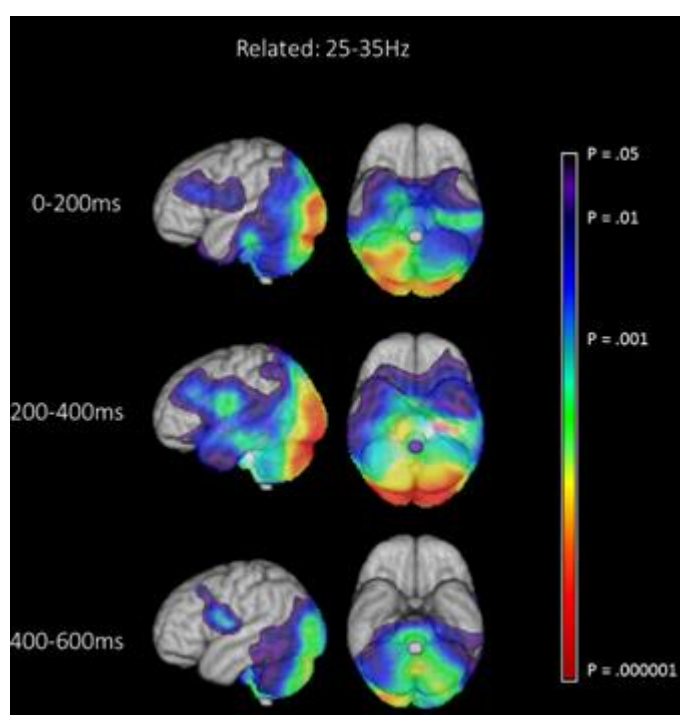 Related: 25-35Hz
0-200ms
200-400ms
400-600ms
P = .05
P = .01
P = .001
P = .000001